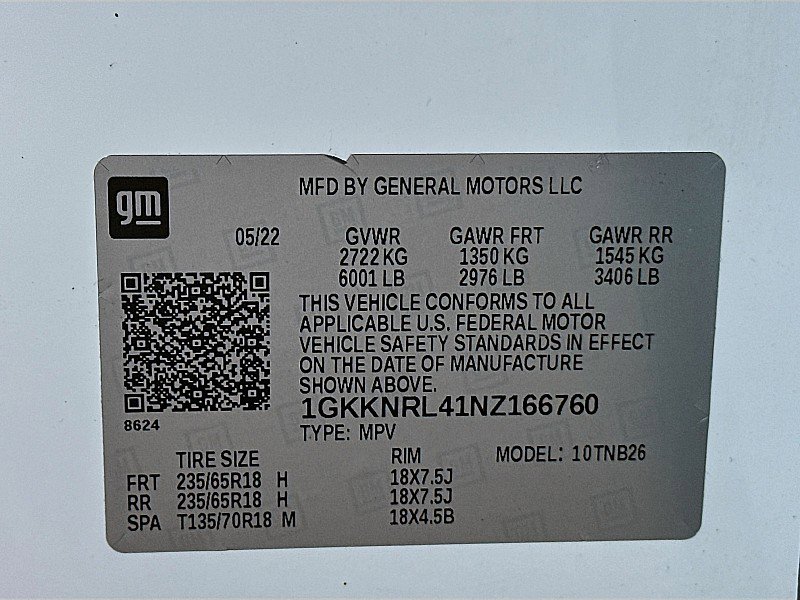 gm
MFD BY GENERAL MOTORS LLC
05/22 GVWR GAWR FRT GAWR RR
2722 KG 1350 KG 1545 KG
6001 LB 2976 LB 3406 LB
THIS VEHICLE CONFORMS TO ALL
APPLICABLE U.S. FEDERAL MOTOR
VEHICLE SAFETY STANDARDS IN EFFECT
ON THE DATE OF MANUFACTURE
SHOWN ABOVE.
1GKKNRL41NZ166760
8624
TYPE: MPV
TIRE SIZE RIM MODEL: 10TNB26
FRT 235/65R18 H 18X7.5J
RR 235/65R18 H 18X7.5J
SPA T135/70R18 M 18X4.5B